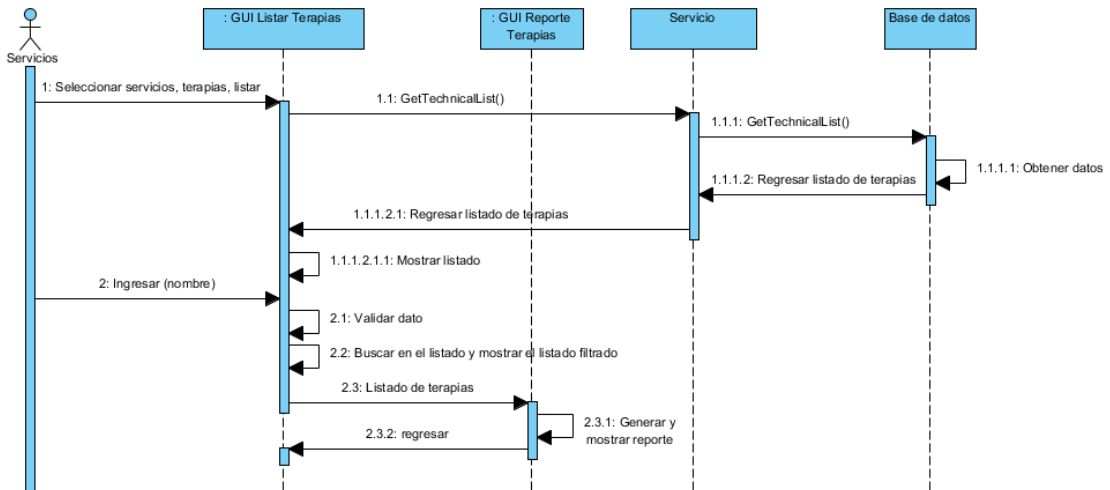 : GUI Listar Terapias
: GUI Reporte
Terapias
Servicio
Base de datos
Servicios
1: Seleccionar servicios, terapias, listar
1.1: GetTechnicalList()
1.1.1: GetTechnicalList()
1.1.1.1: Obtener datos
1.1.1.2: Regresar listado de terapias
1.1.1.2.1: Regresar listado de terapias
1.1.1.2.1.1: Mostrar listado
2: Ingresar (nombre)
2.1: Validar dato
2.2: Buscar en el listado y mostrar el listado filtrado
2.3: Listado de terapias
2.3.1: Generar y
mostrar reporte
2.3.2: regresar